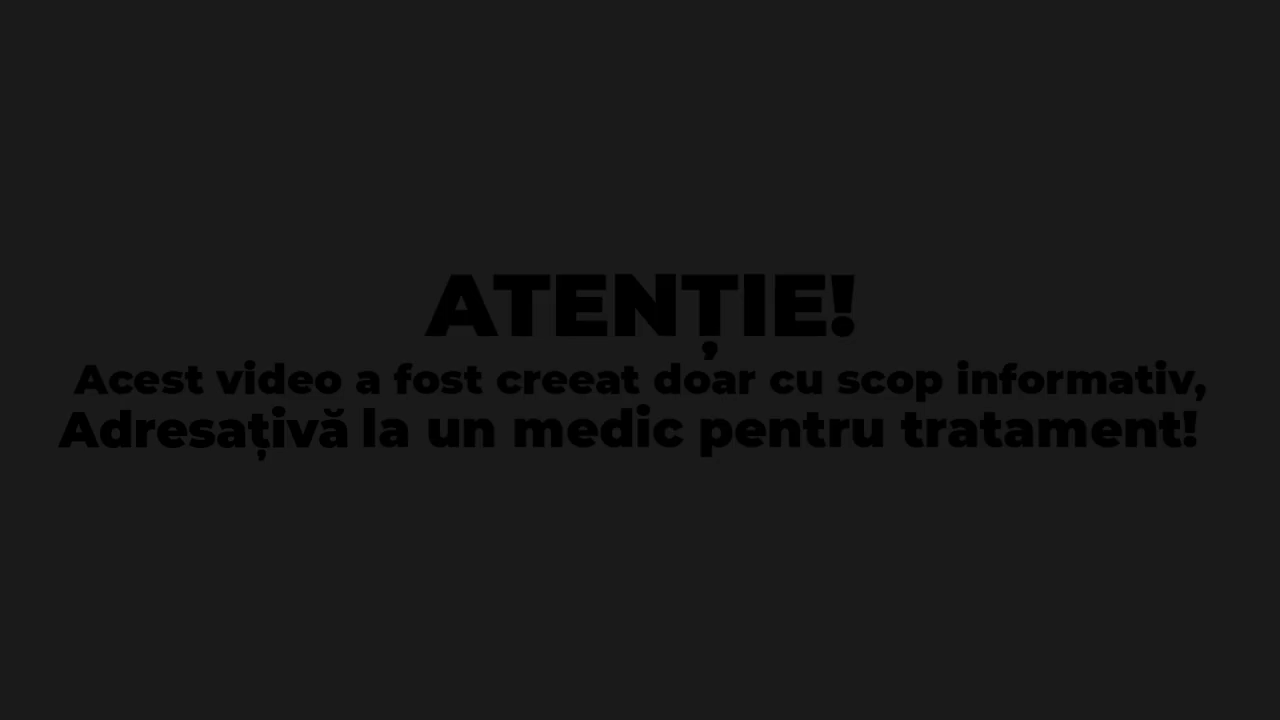 ATENȚIE!
Acest video a fost creeat doar cu scop informativ,
Adresațivă la un medic pentru tratament!